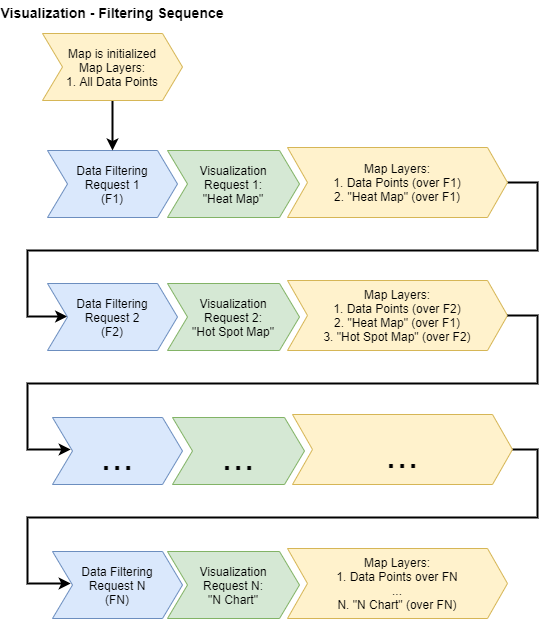 Visualization - Filtering Sequence
Map is initialized
Map Layers:
1. All Data Points
Data Filtering
Request 1
(F1)
Visualization
Request 1:
"Heat Map"
Map Layers:
1. Data Points (over F1)
2. "Heat Map" (over F1)
Data Filtering
Request 2
(F2)
Visualization
Request 2:
"Hot Spot Map"
Map Layers:
1. Data Points (over F2)
2. "Heat Map" (over F1)
3. "Hot Spot Map" (over F2)
...
...
...
Data Filtering
Request N
(FN)
Visualization
Request N:
"N Chart"
Map Layers:
1. Data Points over FN
...
N. "N Chart" (over FN)